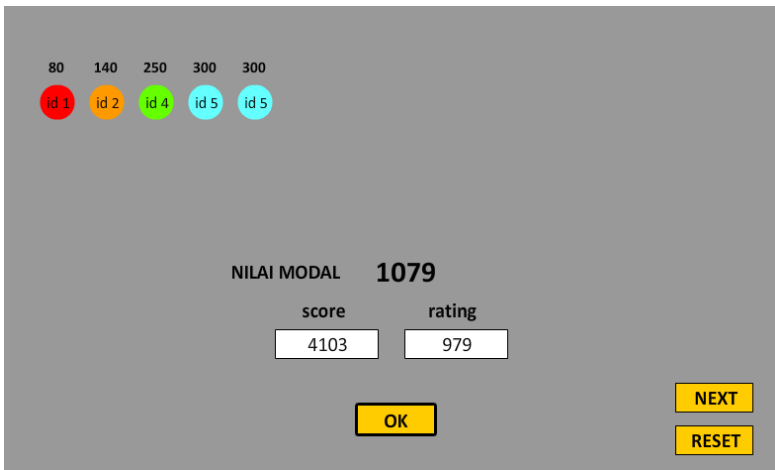 80 140 250 300 300
id 1 id 2 id 4 id 5 id 5
NILAI MODAL 1079
score rating
4103 979
NEXT
OK
RESET